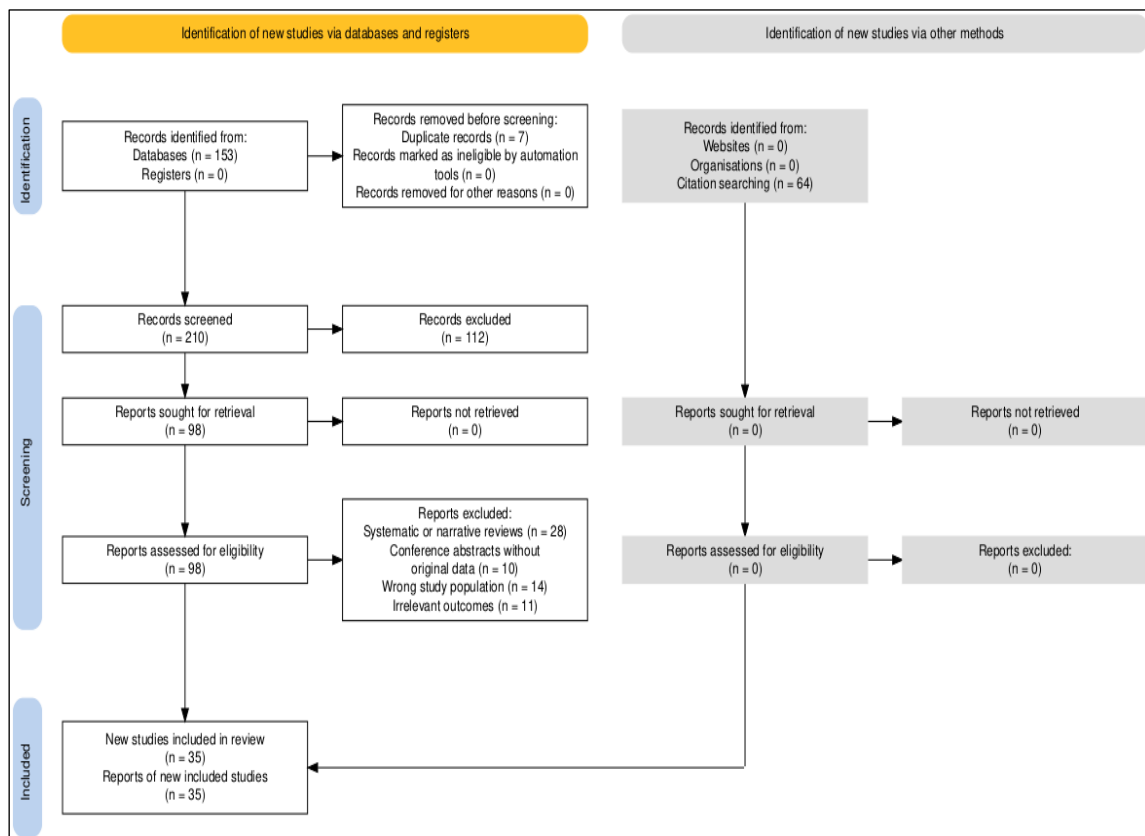 Identification of new studies via databases and registers
Identification of new studies via other methods
Identification
Records identified from:
Databases (n = 153)
Registers (n = 0)
Records removed before screening:
Duplicate records (n = 7)
Records marked as ineligible by automation
tools (n = 0)
Records removed for other reasons (n = 0)
Records identified from:
Websites (n = 0)
Organisations (n = 0)
Citation searching (n = 64)
Screening
Records screened
(n = 210)
Records excluded
(n = 112)
Reports sought for retrieval
(n = 98)
Reports not retrieved
(n = 0)
Reports sought for retrieval
(n = 0)
Reports not retrieved
(n = 0)
Reports assessed for eligibility
(n = 98)
Reports excluded:
Systematic or narrative reviews (n = 28)
Conference abstracts without
original data (n = 10)
Wrong study population (n = 14)
Irrelevant outcomes (n = 11)
Reports assessed for eligibility
(n = 0)
Reports excluded:
(n = 0)
Included
New studies included in review
(n = 35)
Reports of new included studies
(n = 35)